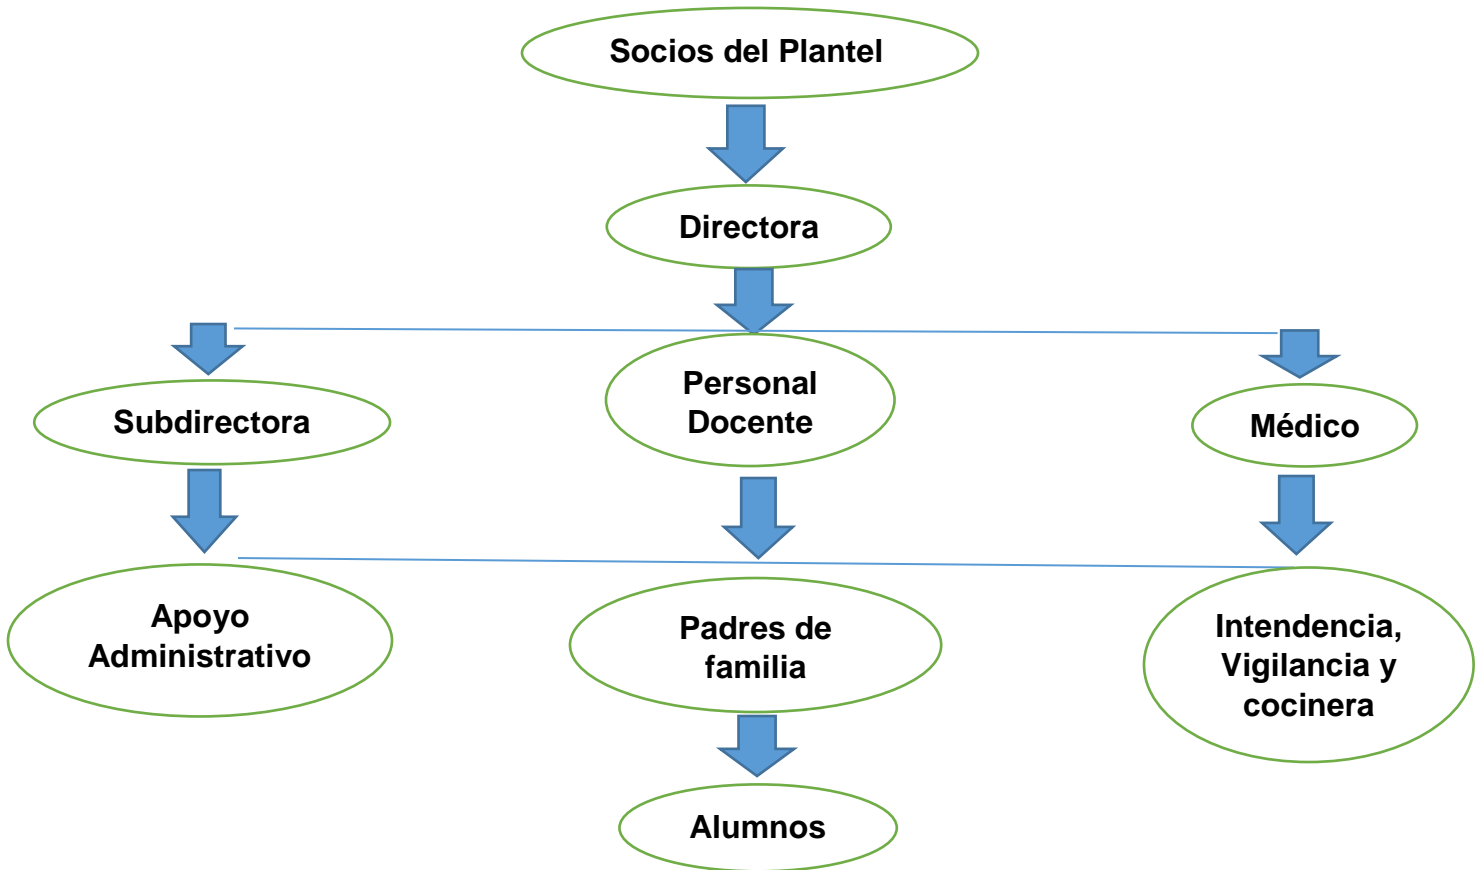 Socios del Plantel
Directora
Subdirectora
Personal
Docente
Médico
Apoyo
Administrativo
Padres de
familia
Intendencia,
Vigilancia y
cocinera
Alumnos